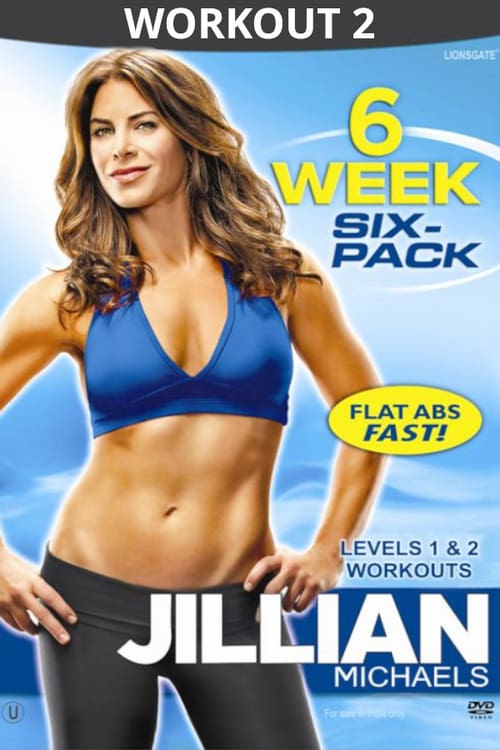 WORKOUT 2
LIONSGATE
6
WEEK
SIX-
PACK
FLAT ABS
FAST!
LEVELS 1 & 2
WORKOUTS
JILLIAN
MICHAELS
U
For sale in India only
DVD
VIDEO